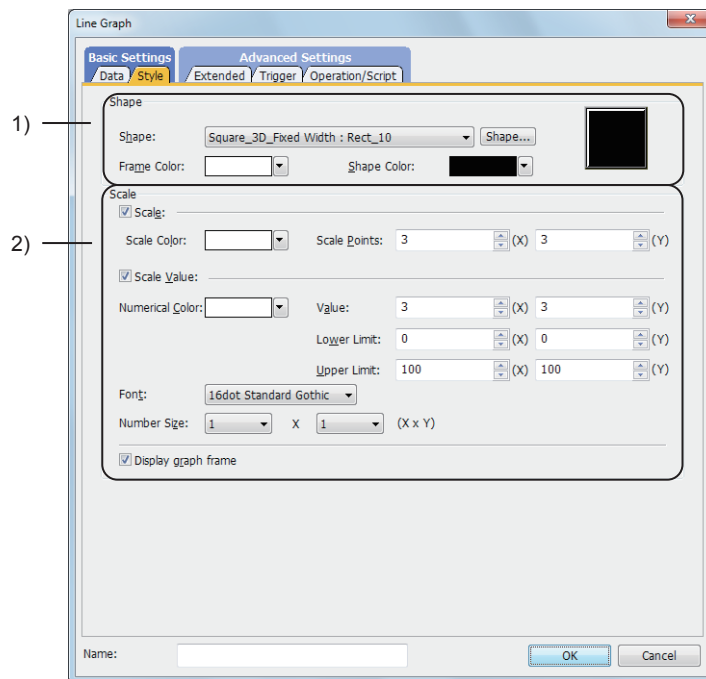 Line Graph
Basic Settings Advanced Settings
Data Style Extended Trigger Operation/Script
1)
Shape
Shape: Square_3D_Fixed Width : Rect_10 Shape...
Frame Color: Shape Color:
2)
Scale
Scale:
Scale Color: Scale Points: 3 (X) 3 (Y)
Scale Value:
Numerical Color: Value: 3 (X) 3 (Y)
Lower Limit: 0 (X) 0 (Y)
Upper Limit: 100 (X) 100 (Y)
Font: 16dot Standard Gothic
Number Size: 1 X 1 (X x Y)
Display graph frame
Name: OK Cancel